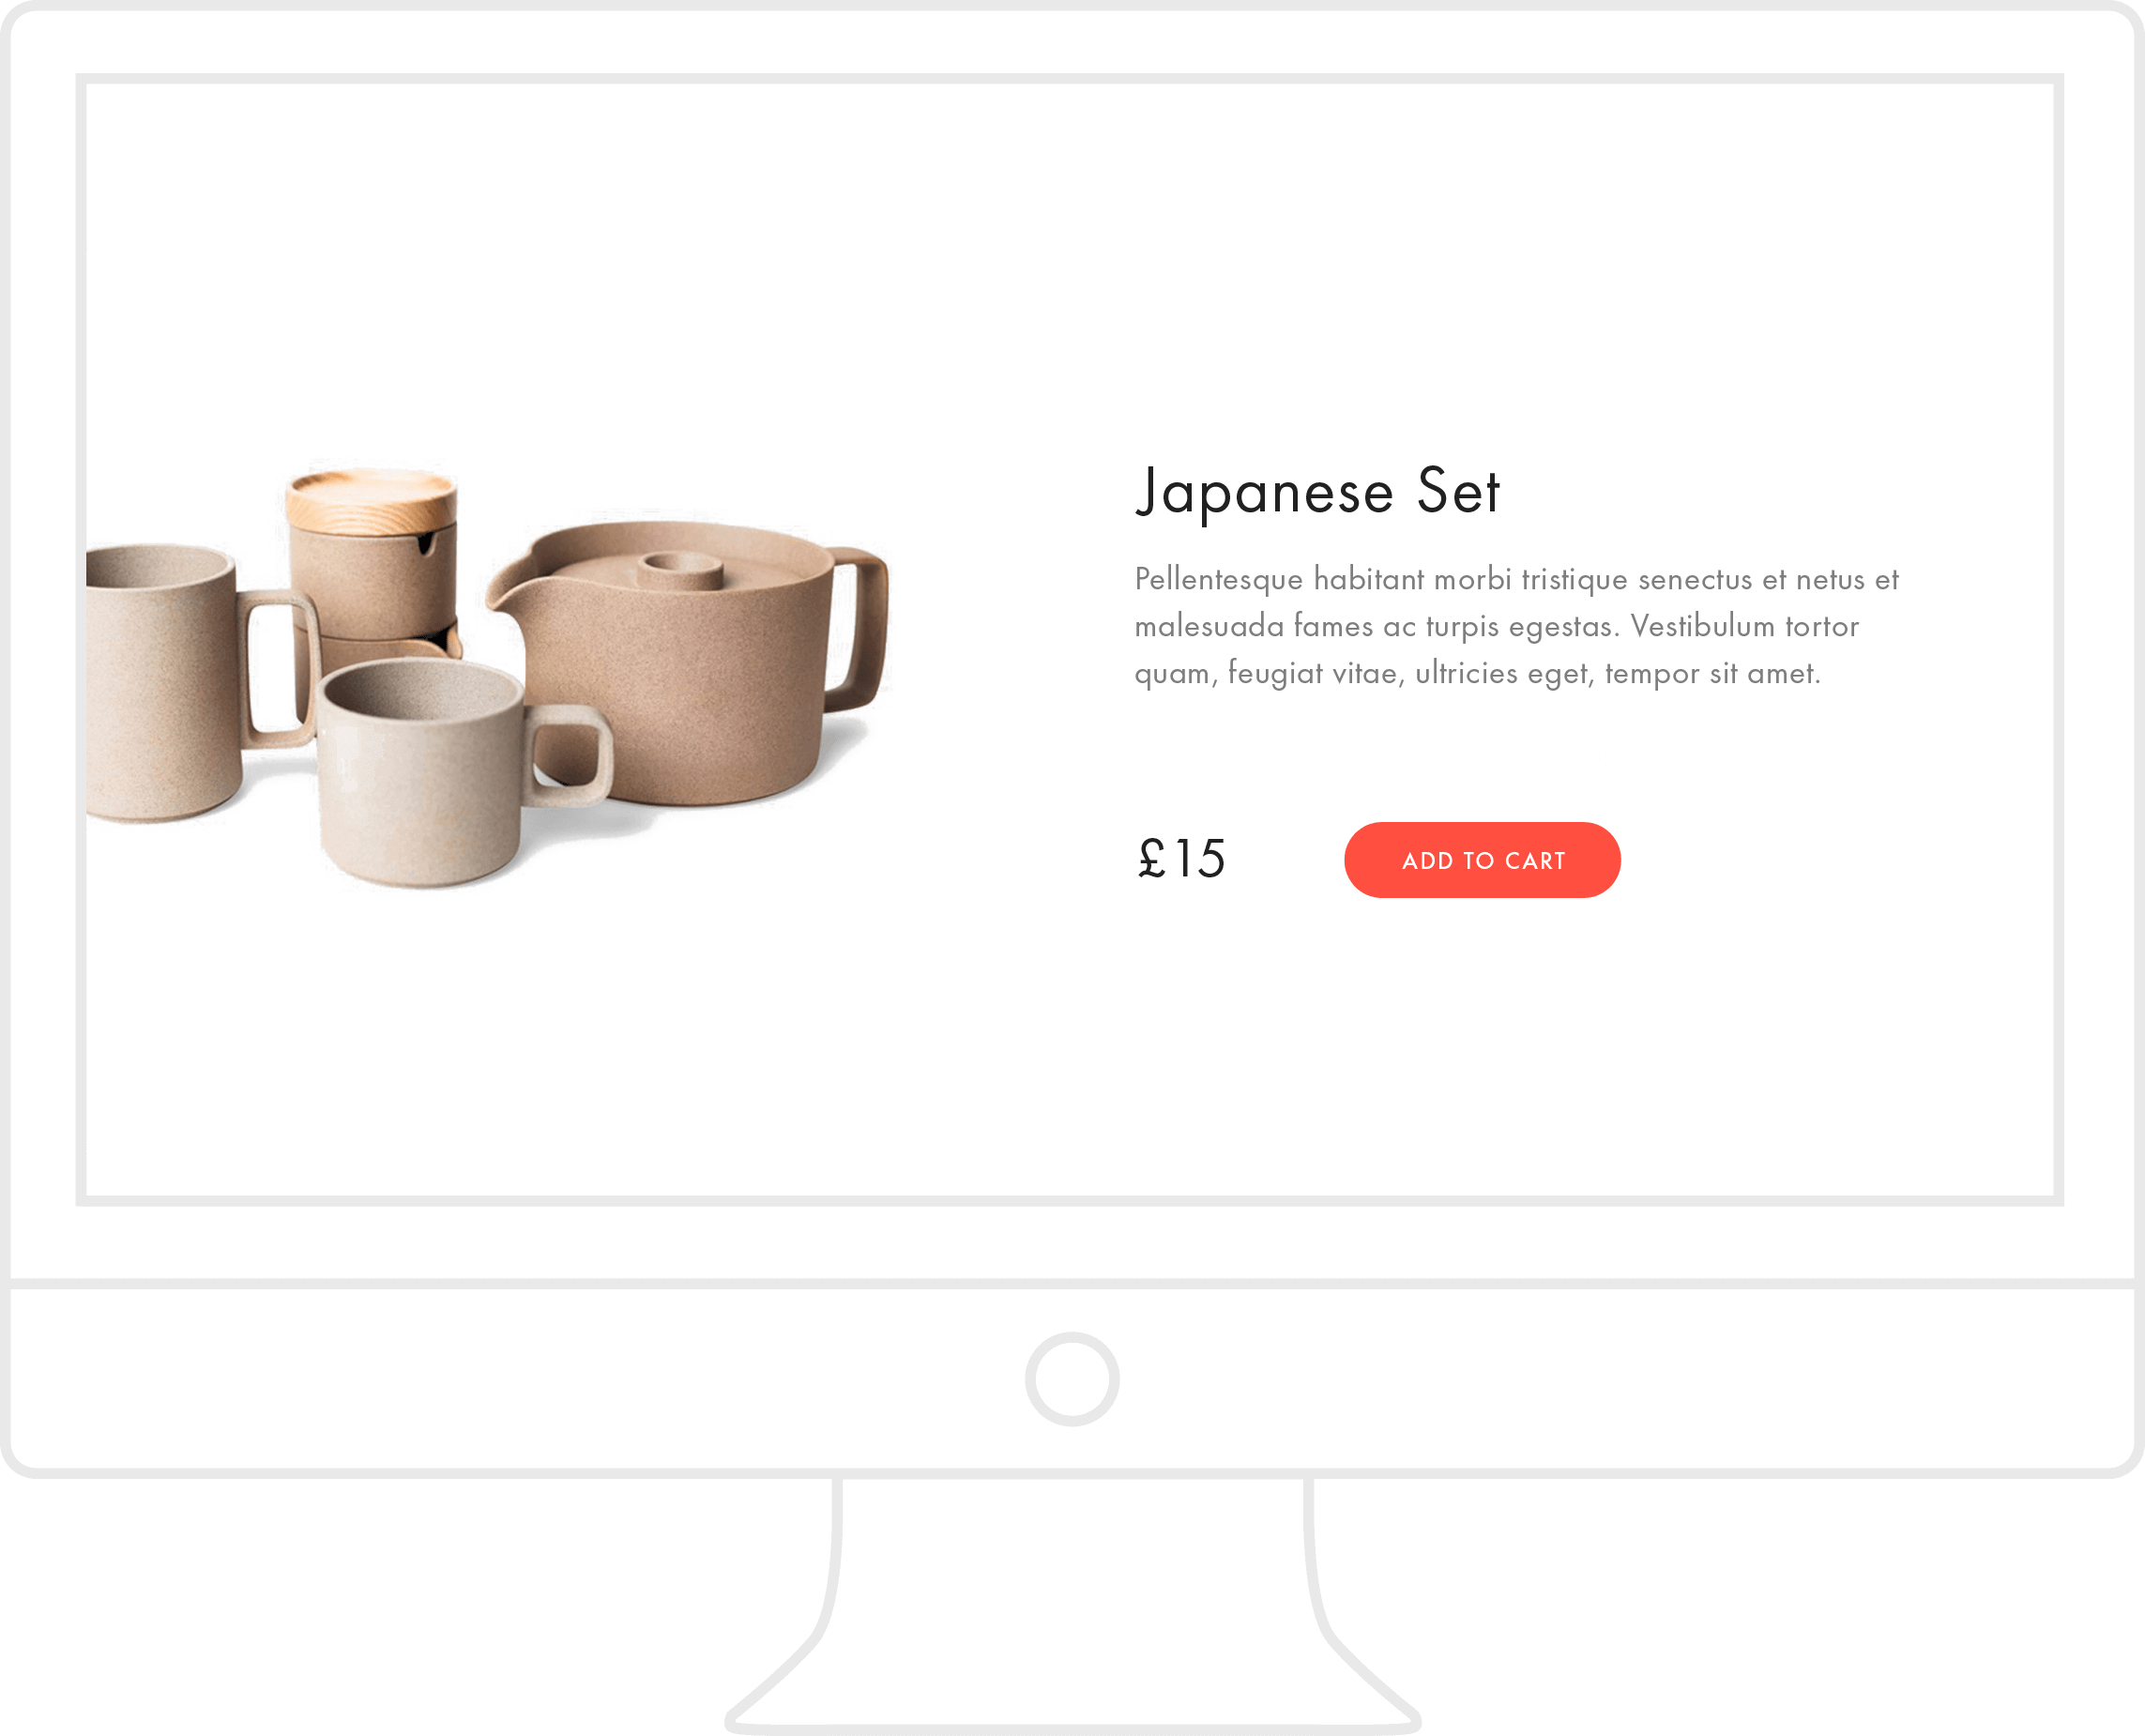 Japanese Set
Pellentesque habitant morbi tristique senectus et netus et
malesuada fames ac turpis egestas. Vestibulum tortor
quam, feugiat vitae, ultricies eget, tempor sit amet.
£15
ADD TO CART